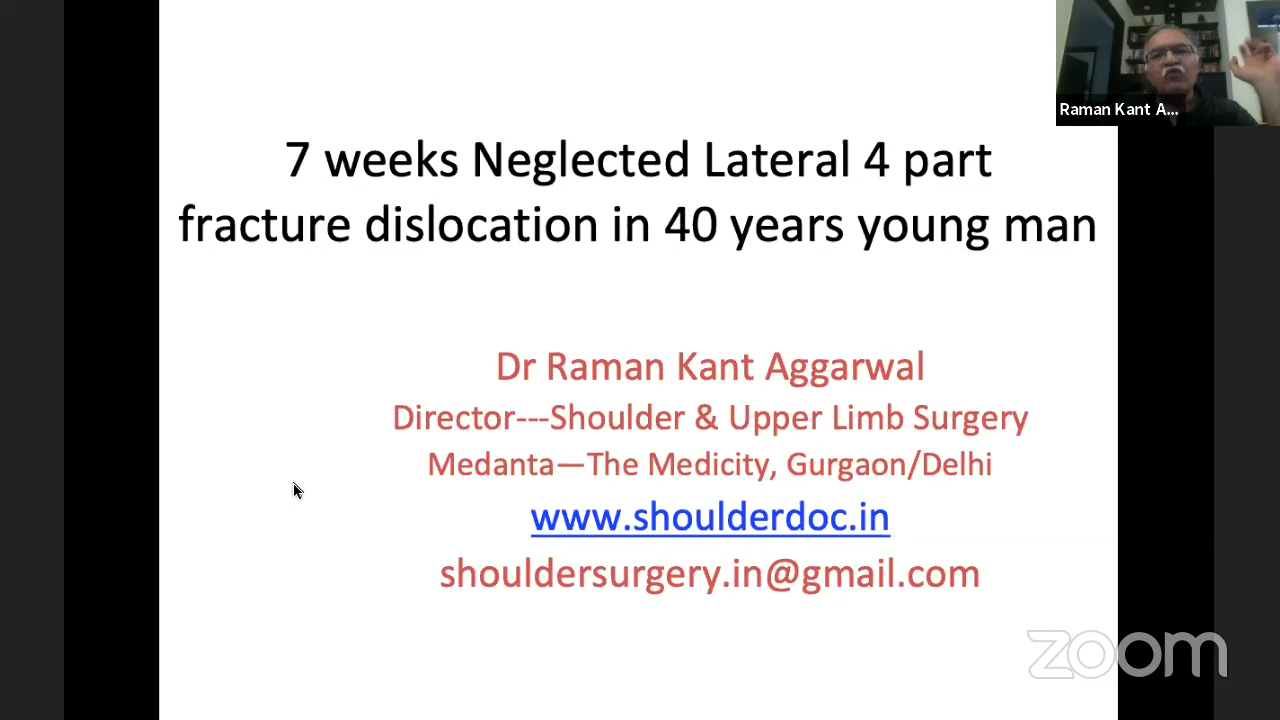 7 weeks Neglected Lateral 4 part
fracture dislocation in 40 years young man
Dr Raman Kant Aggarwal
Director---Shoulder & Upper Limb Surgery
Medanta—The Medicity, Gurgaon/Delhi
www.shoulderdoc.in
shouldersurgery.in@gmail.com
Raman Kant A...
zoom